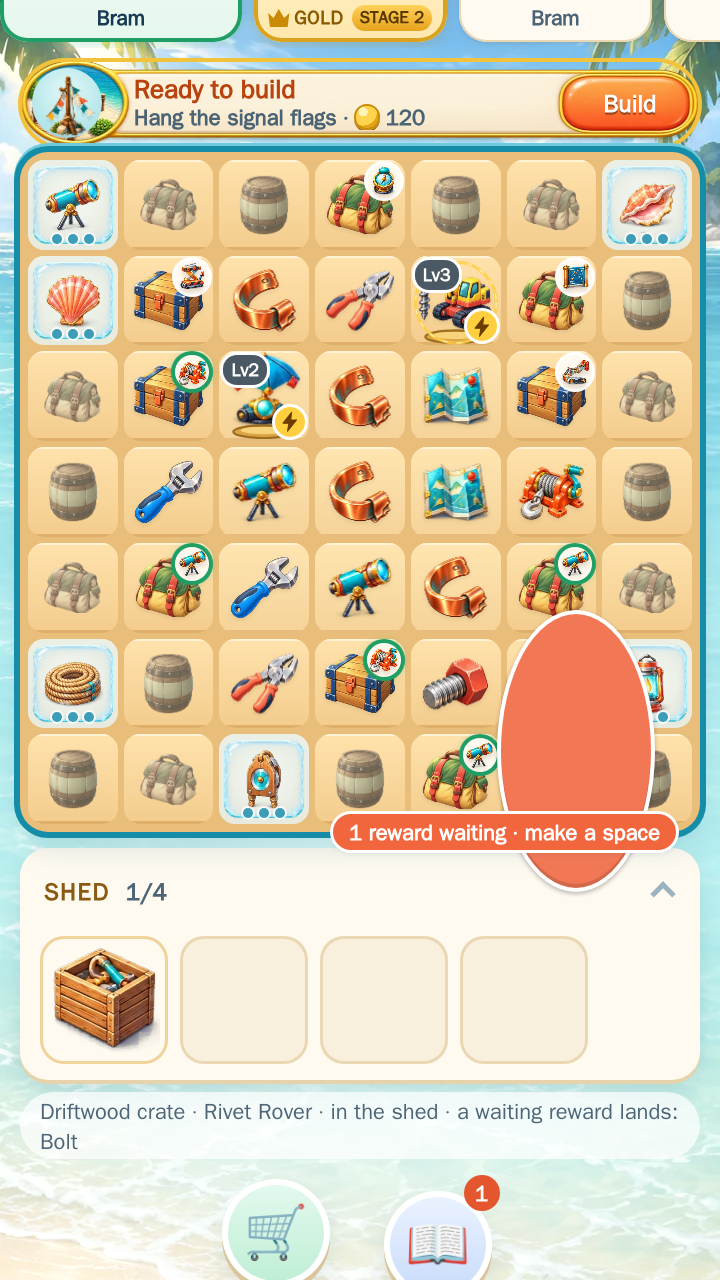 Bram
GOLD STAGE 2
Bram
Ready to build
Hang the signal flags · 120
Build
Lv3
Lv2
1 reward waiting · make a space
SHED 1/4
Driftwood crate · Rivet Rover · in the shed · a waiting reward lands:
Bolt
1